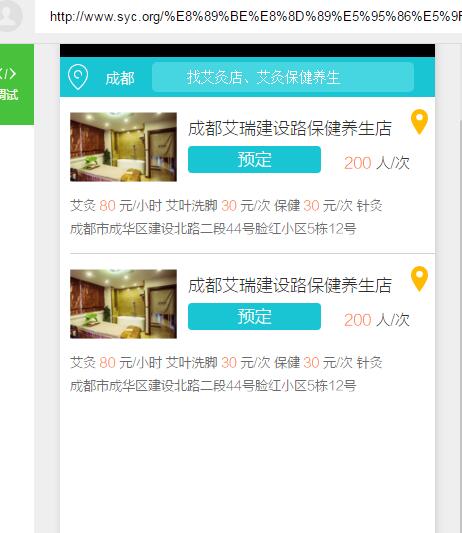 http://www.syc.org/%E8%89%BE%E8%8D%89%E5%95%86%E5%9F
调试
成都
找艾灸店、艾灸保健养生
成都艾瑞建设路保健养生店
预定
200 人/次
艾灸 80 元/小时 艾叶洗脚 30 元/次 保健 30 元/次 针灸
成都市成华区建设北路二段44号脸红小区5栋12号
成都艾瑞建设路保健养生店
预定
200 人/次
艾灸 80 元/小时 艾叶洗脚 30 元/次 保健 30 元/次 针灸
成都市成华区建设北路二段44号脸红小区5栋12号